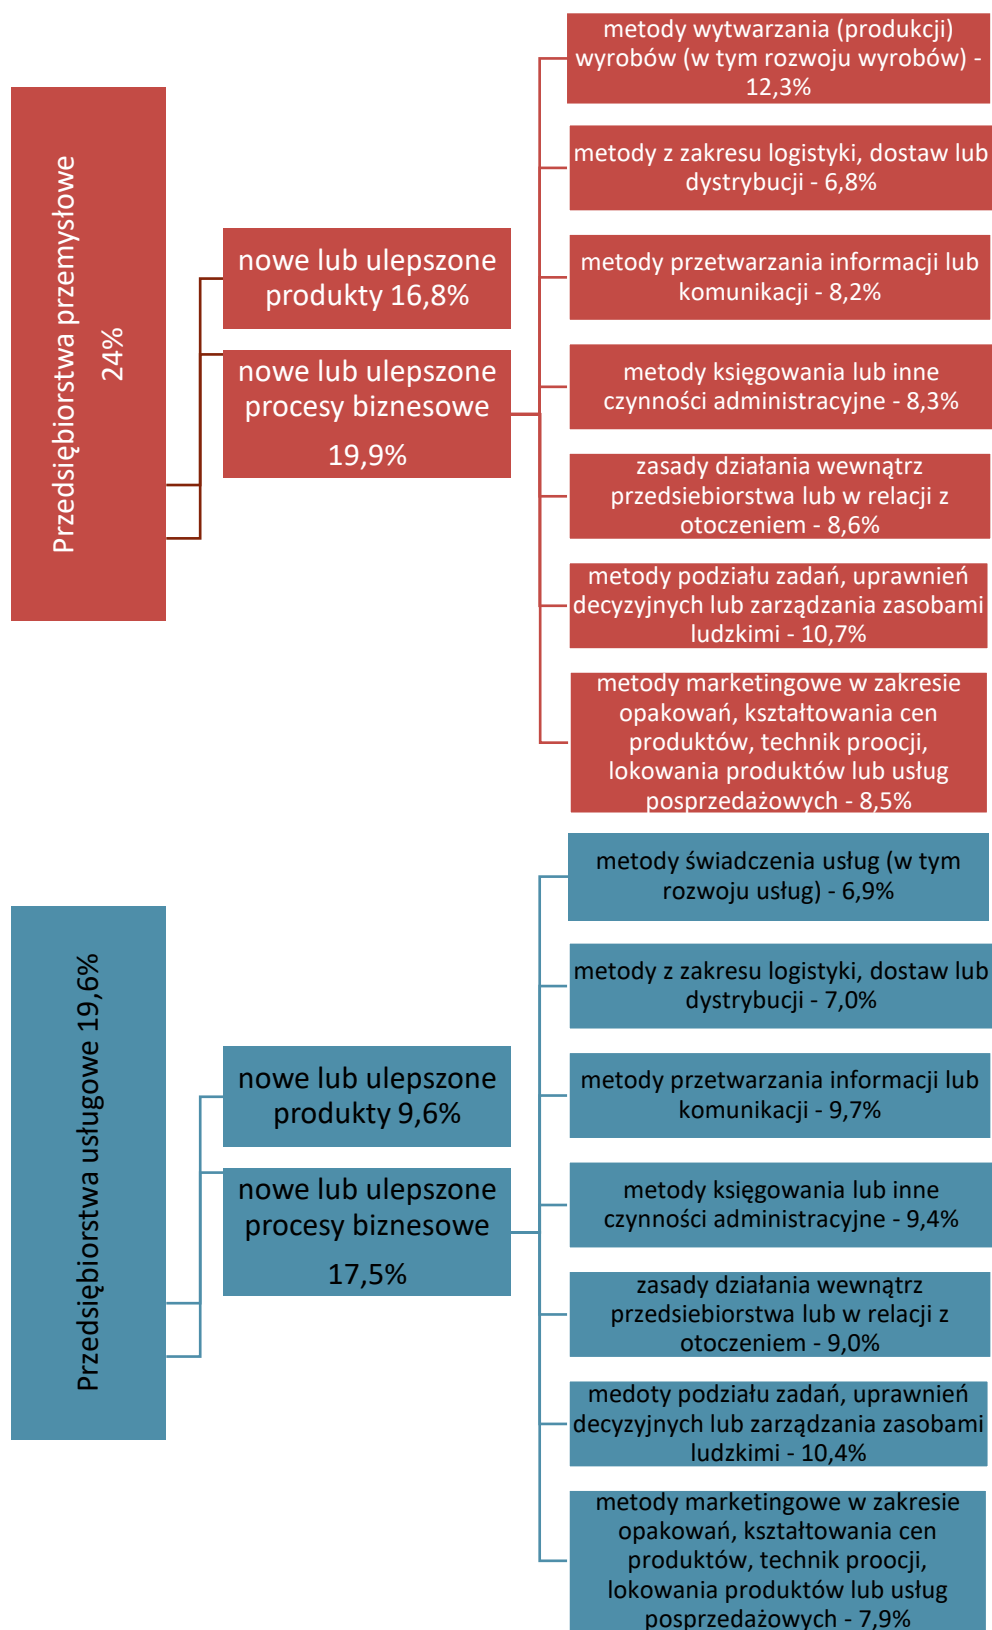 Przedsiębiorstwa przemysłowe
24%
nowe lub ulepszone
produkty 16,8%
nowe lub ulepszone
procesy biznesowe
19,9%
metody wytwarzania (produkcji)
wyrobów (w tym rozwoju wyrobów) -
12,3%
metody z zakresu logistyki, dostaw lub
dystrybucji - 6,8%
metody przetwarzania informacji lub
komunikacji - 8,2%
metody księgowania lub inne
czynności administracyjne - 8,3%
zasady działania wewnątrz
przedsiebiorstwa lub w relacji z
otoczeniem - 8,6%
metody podziału zadań, uprawnień
decyzyjnych lub zarządzania zasobami
ludzkimi - 10,7%
metody marketingowe w zakresie
opakowań, kształtowania cen
produktów, technik proocji,
lokowania produktów lub usług
posprzedażowych - 8,5%
Przedsiębiorstwa usługowe 19,6%
nowe lub ulepszone
produkty 9,6%
nowe lub ulepszone
procesy biznesowe
17,5%
metody świadczenia usług (w tym
rozwoju usług) - 6,9%
metody z zakresu logistyki, dostaw lub
dystrybucji - 7,0%
metody przetwarzania informacji lub
komunikacji - 9,7%
metody księgowania lub inne
czynności administracyjne - 9,4%
zasady działania wewnątrz
przedsiebiorstwa lub w relacji z
otoczeniem - 9,0%
medoty podziału zadań, uprawnień
decyzyjnych lub zarządzania zasobami
ludzkimi - 10,4%
metody marketingowe w zakresie
opakowań, kształtowania cen
produktów, technik proocji,
lokowania produktów lub usług
posprzedażowych - 7,9%